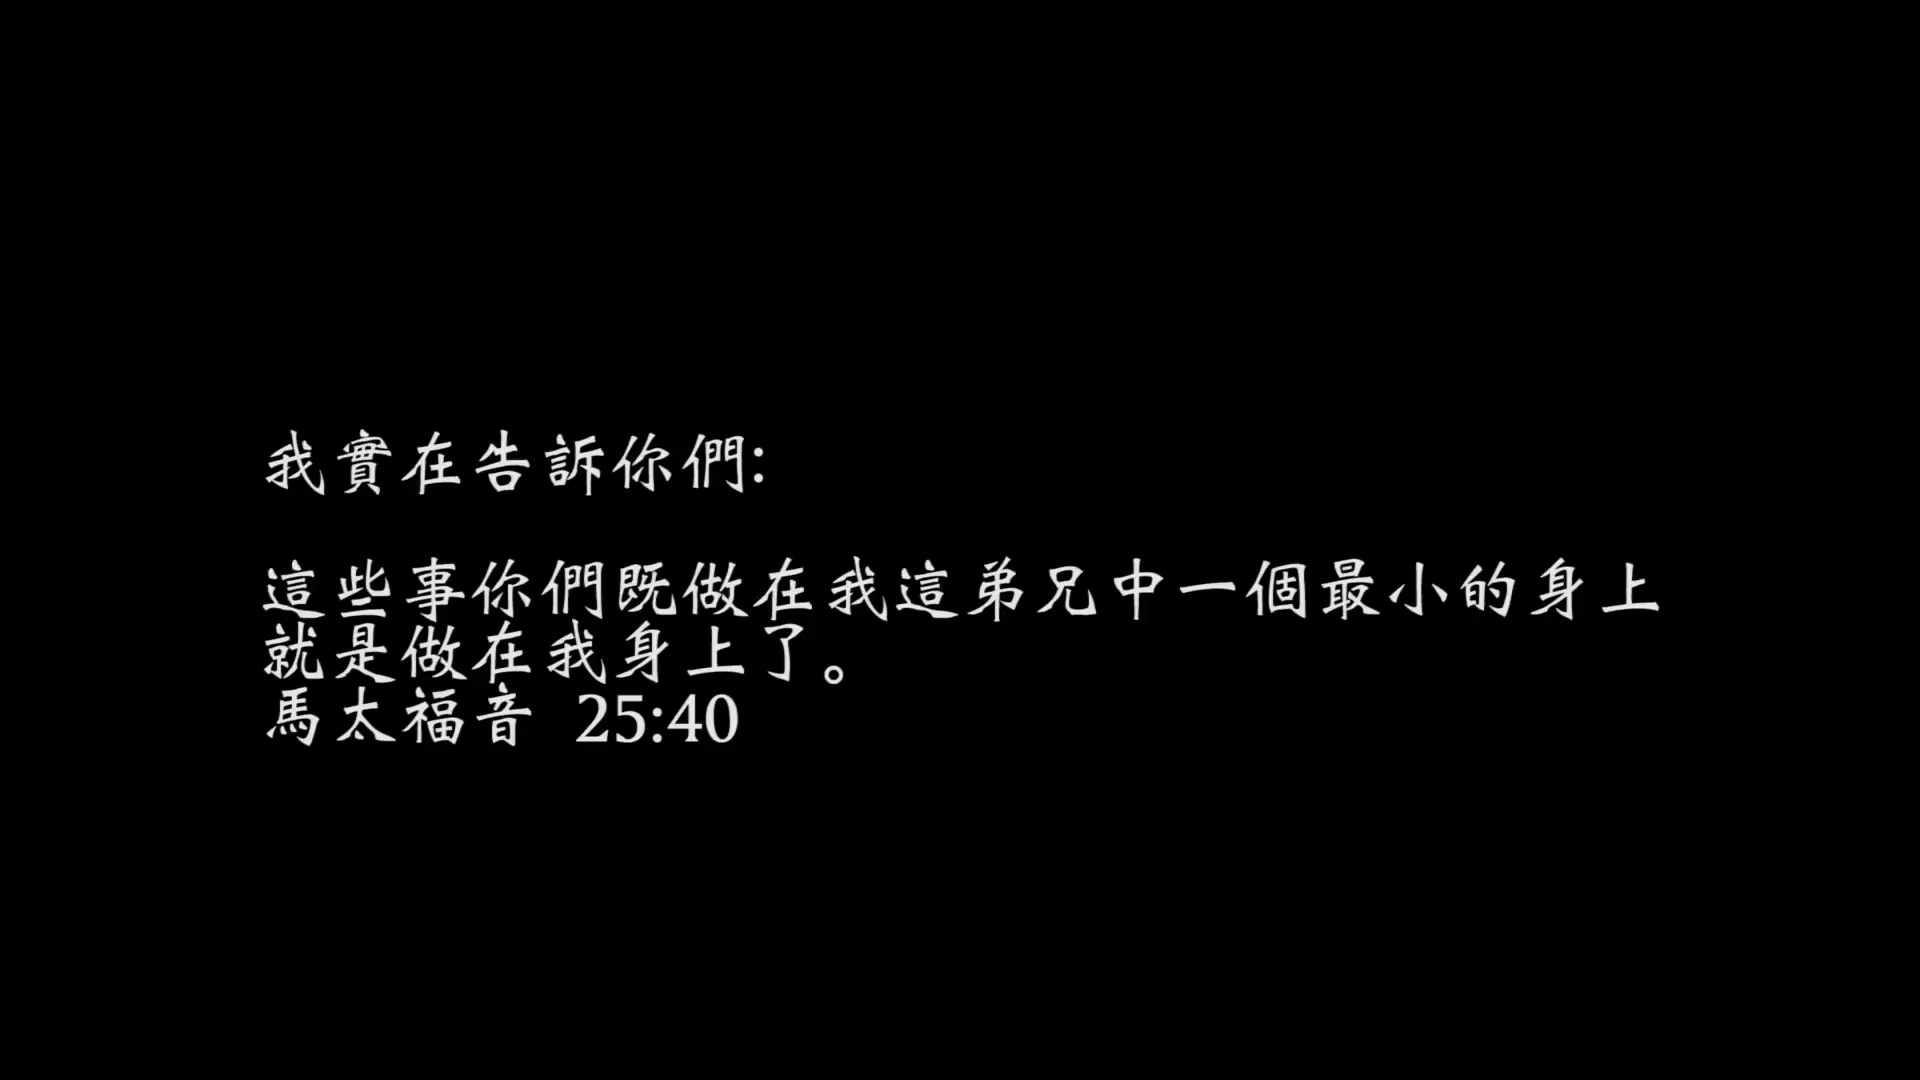 我實在告訴你們:
這些事你們既做在我這弟兄中一個最小的身上
就是做在我身上了。
馬太福音 25:40